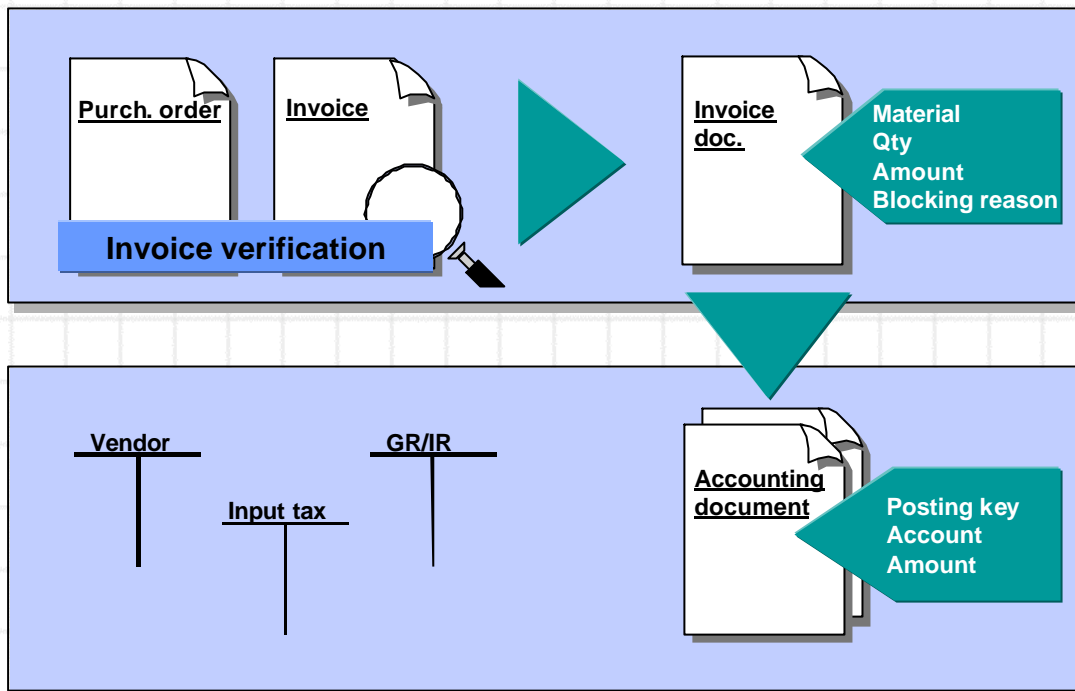 Purch. order
Invoice
Invoice verification
Invoice
doc.
Material
Qty
Amount
Blocking reason
Vendor
GR/IR
Input tax
Accounting
document
Posting key
Account
Amount